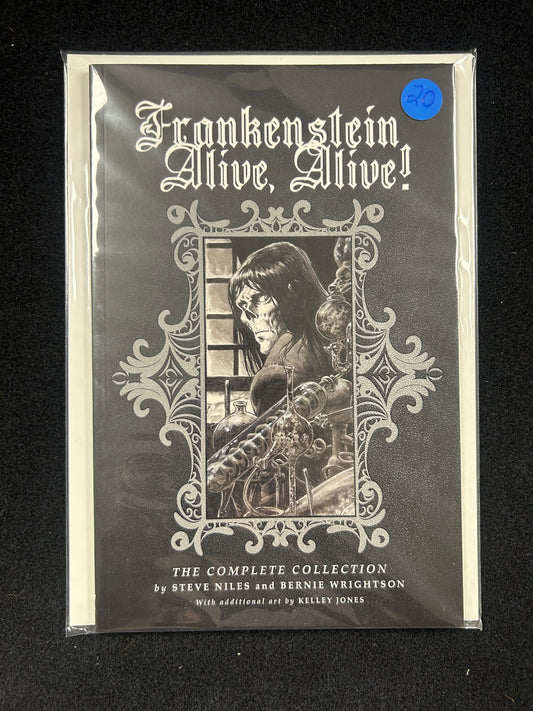 20
Frankenstein
Alive, Alive!
THE COMPLETE COLLECTION
by STEVE NILES and BERNIE WRIGHTSON
With additional art by KELLEY JONES